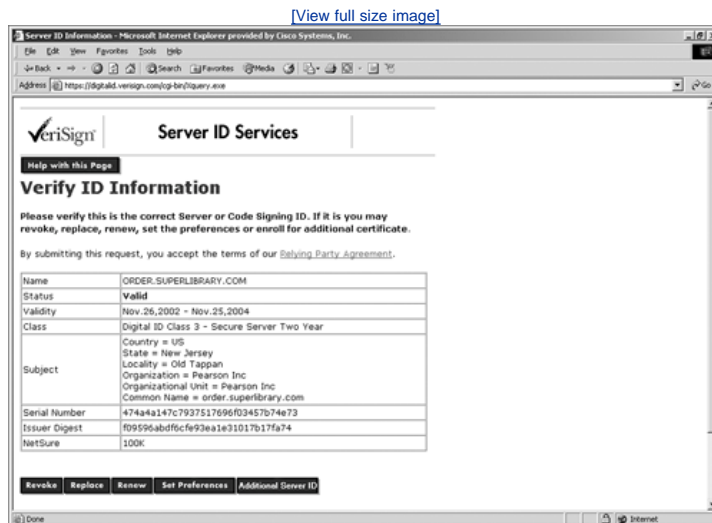 [View full size image]
Server ID Information - Microsoft Internet Explorer provided by Cisco Systems, Inc.
File Edit View Favorites Tools Help
Back Search Favorites Media
Address https://digitalid.verisign.com/cgi-bin/Xquery.exe Go
VeriSign Server ID Services
Help with this Page
Verify ID Information
Please verify this is the correct Server or Code Signing ID. If it is you may
revoke, replace, renew, set the preferences or enroll for additional certificate.
By submitting this request, you accept the terms of our Relying Party Agreement.
Name ORDER.SUPERLIBRARY.COM
Status Valid
Validity Nov.26,2002 - Nov.25,2004
Class Digital ID Class 3 - Secure Server Two Year
Subject
Country = US
State = New Jersey
Locality = Old Tappan
Organization = Pearson Inc
Organizational Unit = Pearson Inc
Common Name = order.superlibrary.com
Serial Number 474a4a147c7937517696f03457b74e73
Issuer Digest f09596abdf6cfe93ea1e31017b17fa74
NetSure 100K
Revoke Replace Renew Set Preferences Additional Server ID
Done Internet